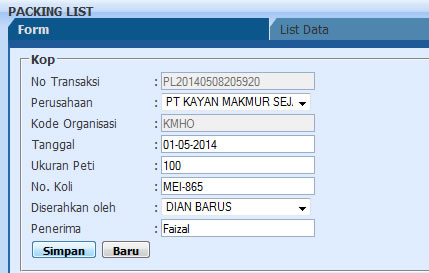 PACKING LIST
Form List Data
Kop
No Transaksi : PL20140508205920
Perusahaan : PT KAYAN MAKMUR SEJ.
Kode Organisasi : KMHO
Tanggal : 01-05-2014
Ukuran Peti : 100
No. Koli : MEI-865
Diserahkan oleh : DIAN BARUS
Penerima : Faizal
Simpan Baru